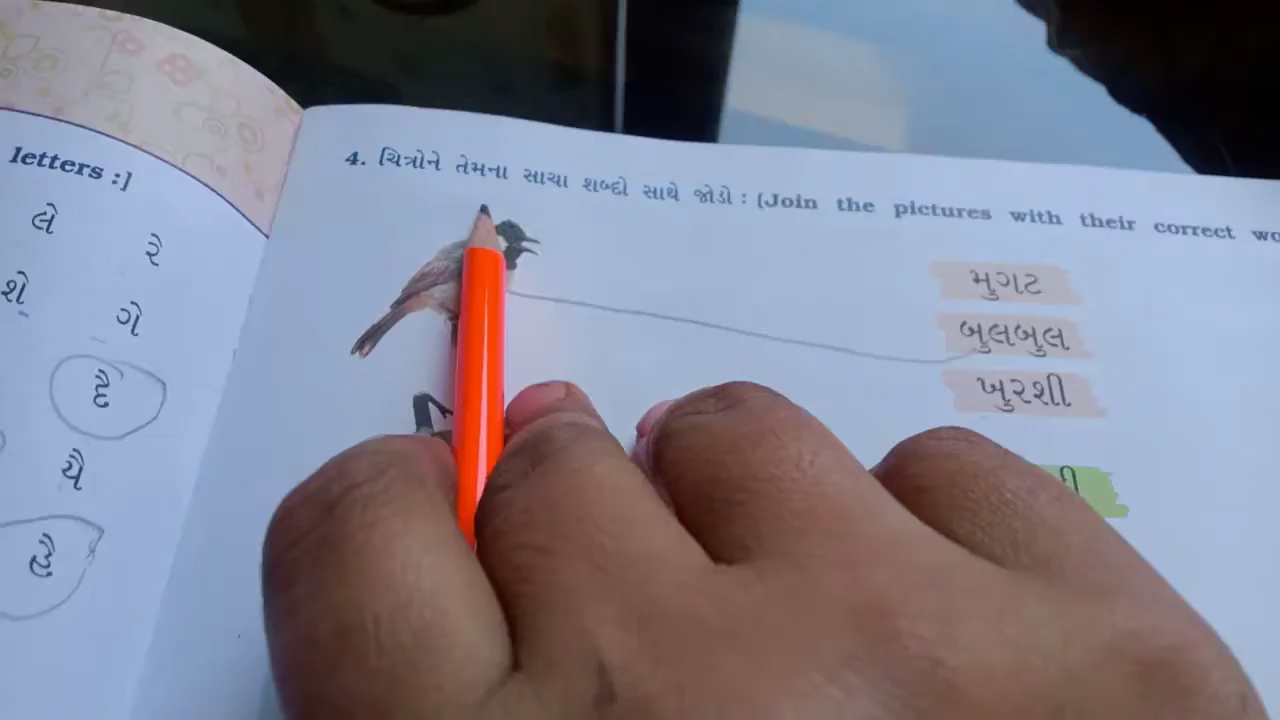 letters :]
લે
રે
શે
ગે
દૈ
યૈ
હૈ
4. ચિત્રોને તેમના સાચા શબ્દો સાથે જોડો : [Join the pictures with their correct
મુગટ
બુલબુલ
ખુરશી